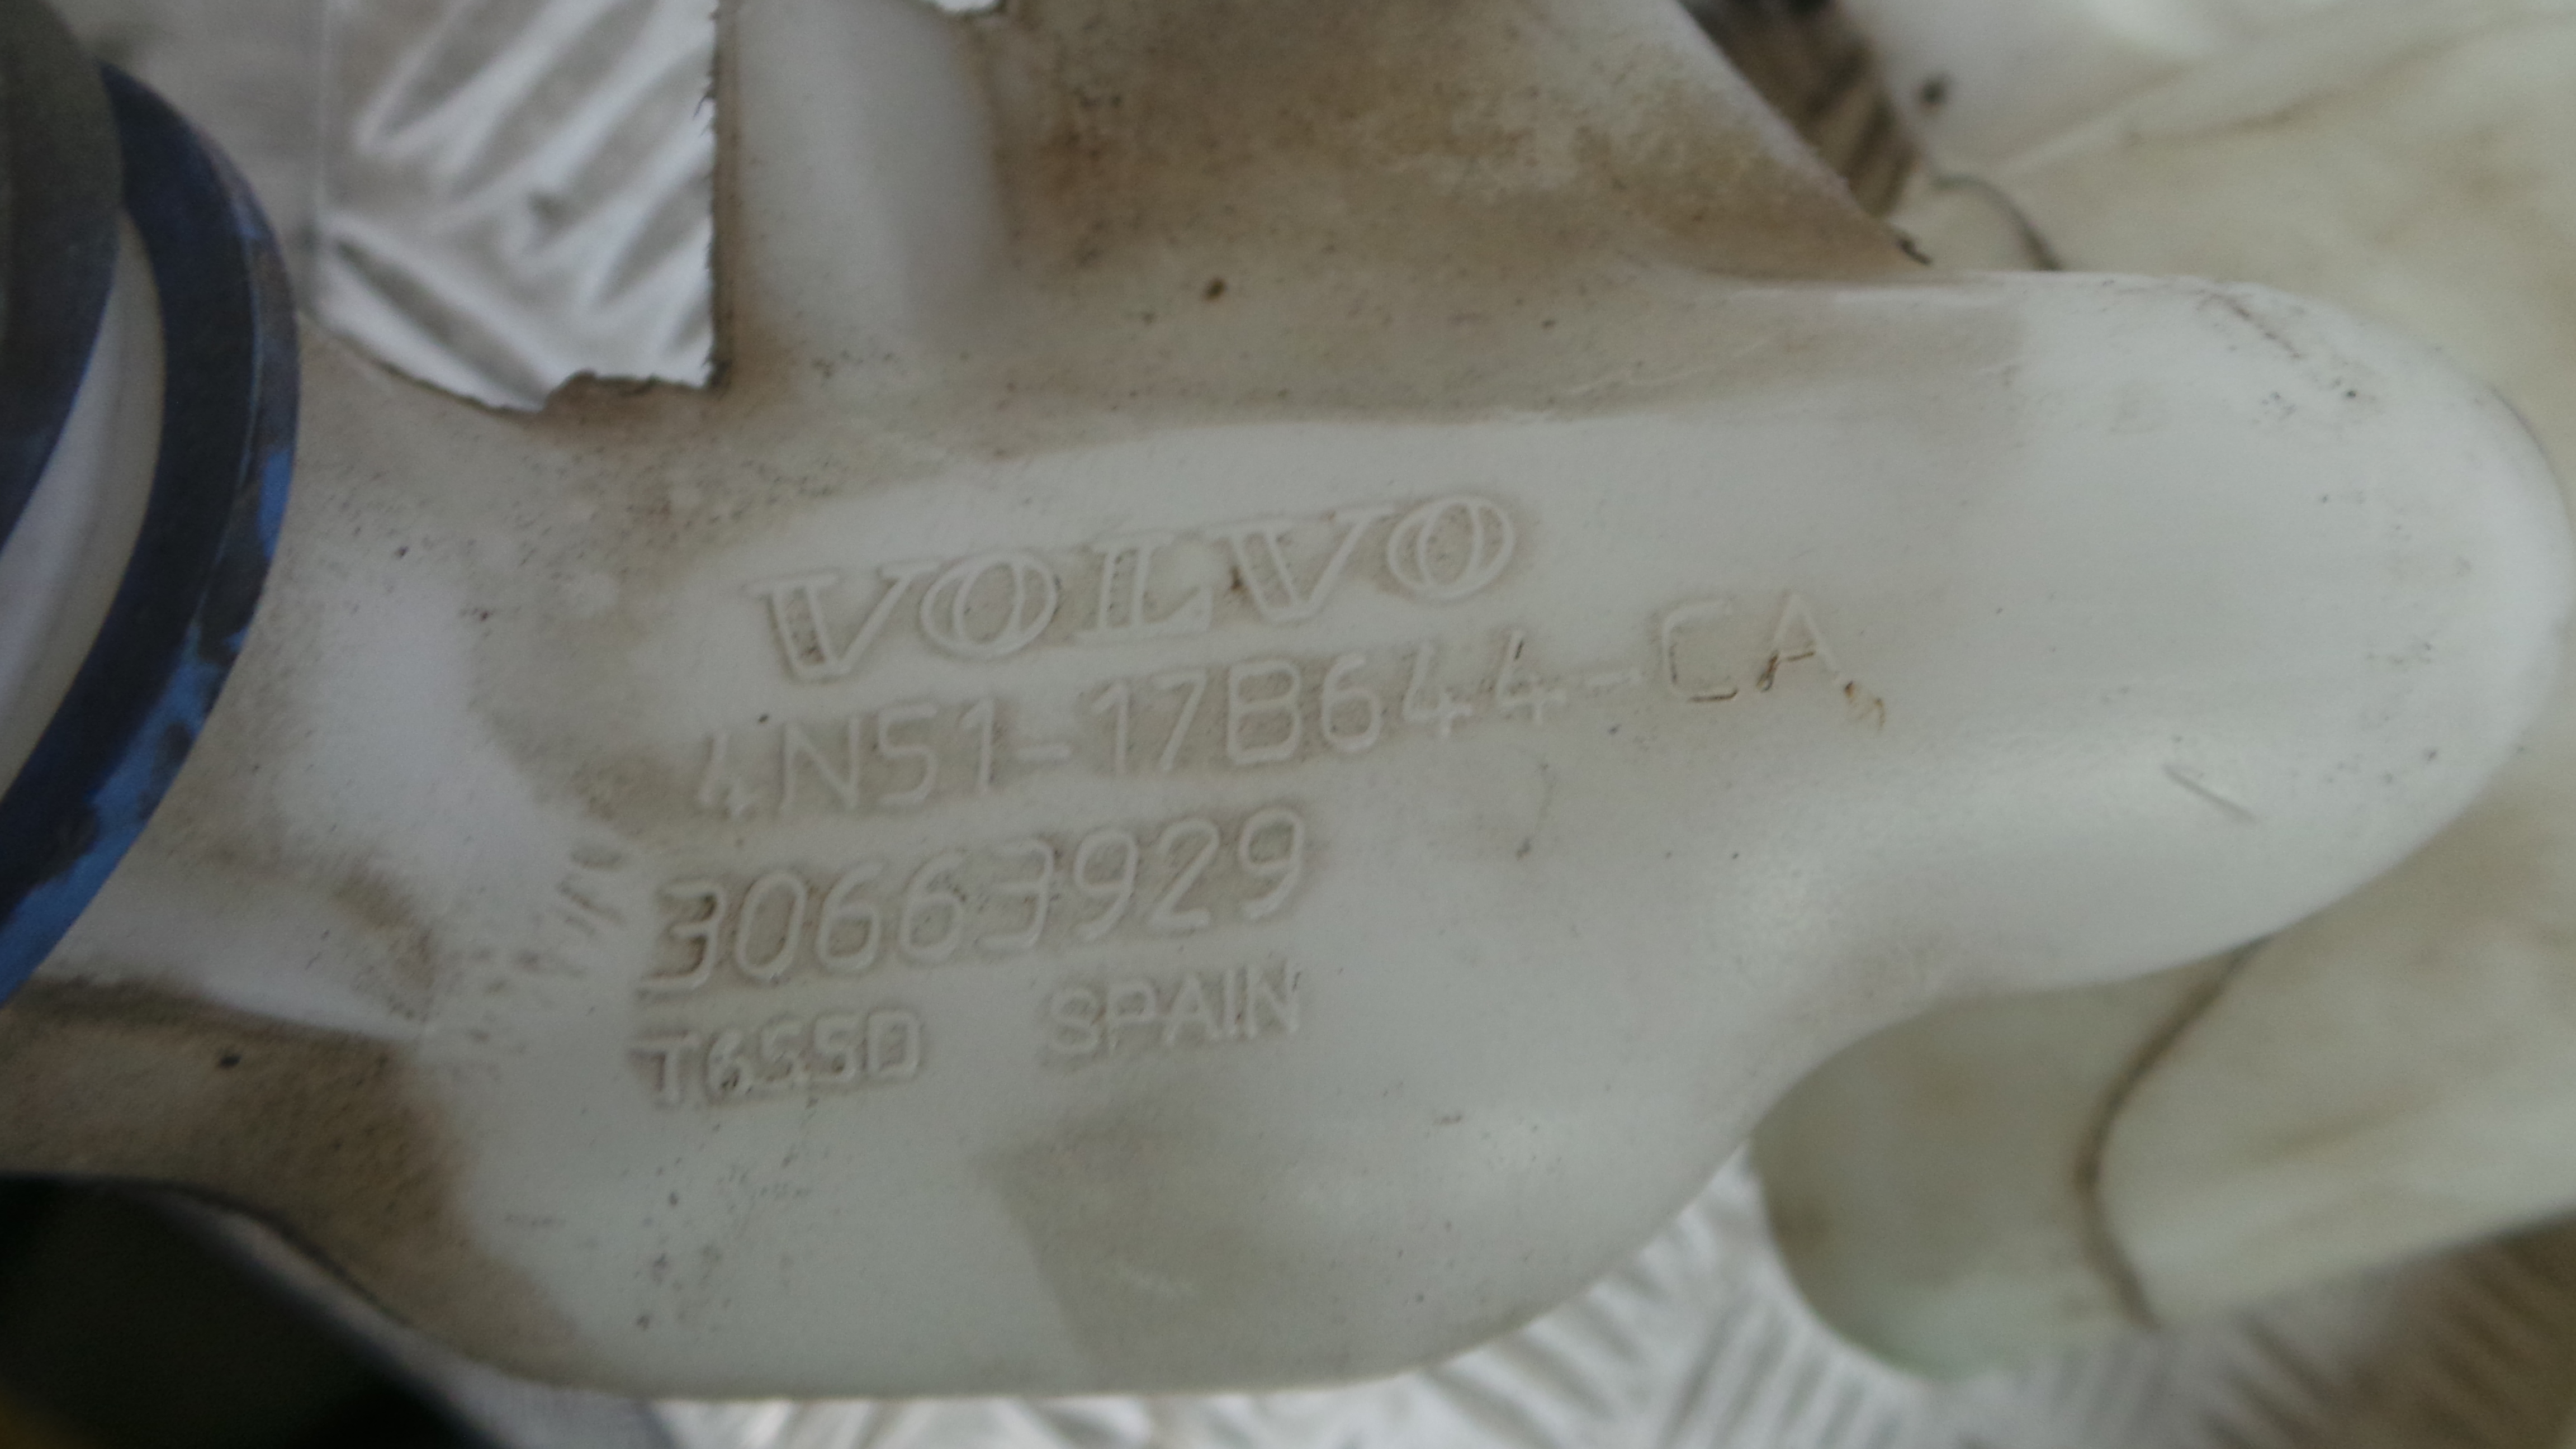 VOLVO
4N51-17B644-CA
30663929
T655D SPAIN